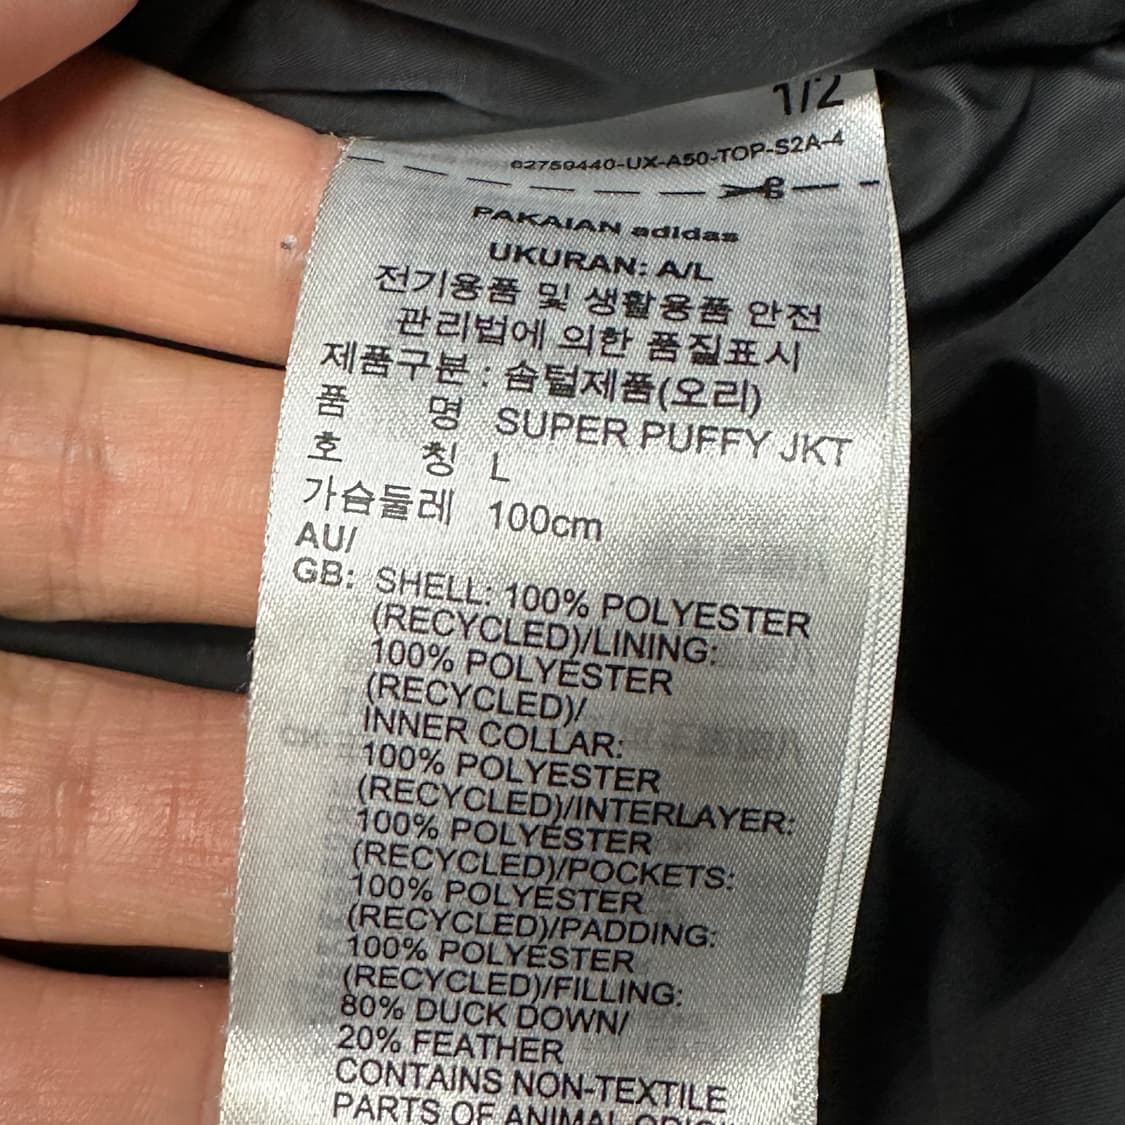 1/2
62759440-UX-A50-TOP-S2A-4
PAKAIAN adidas
UKURAN: A/L
전기용품 및 생활용품 안전
관리법에 의한 품질표시
제품구분 : 솜털제품(오리)
품 명 SUPER PUFFY JKT
호 칭 L
가슴둘레 100cm
AU/
GB: SHELL: 100% POLYESTER
(RECYCLED)/LINING:
100% POLYESTER
(RECYCLED)/
INNER COLLAR:
100% POLYESTER
(RECYCLED)/INTERLAYER:
100% POLYESTER
(RECYCLED)/POCKETS:
100% POLYESTER
(RECYCLED)/PADDING:
100% POLYESTER
(RECYCLED)/FILLING:
80% DUCK DOWN/
20% FEATHER
CONTAINS NON-TEXTILE
PARTS OF ANIMAL